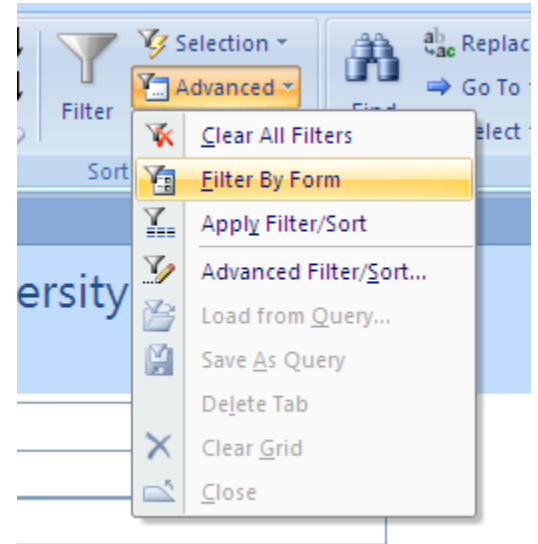 Selection
Replac
Advanced
Go To
Filter
Find
elect
Sort
Clear All Filters
Filter By Form
Apply Filter/Sort
ersity
Advanced Filter/Sort...
Load from Query...
Save As Query
Delete Tab
Clear Grid
Close